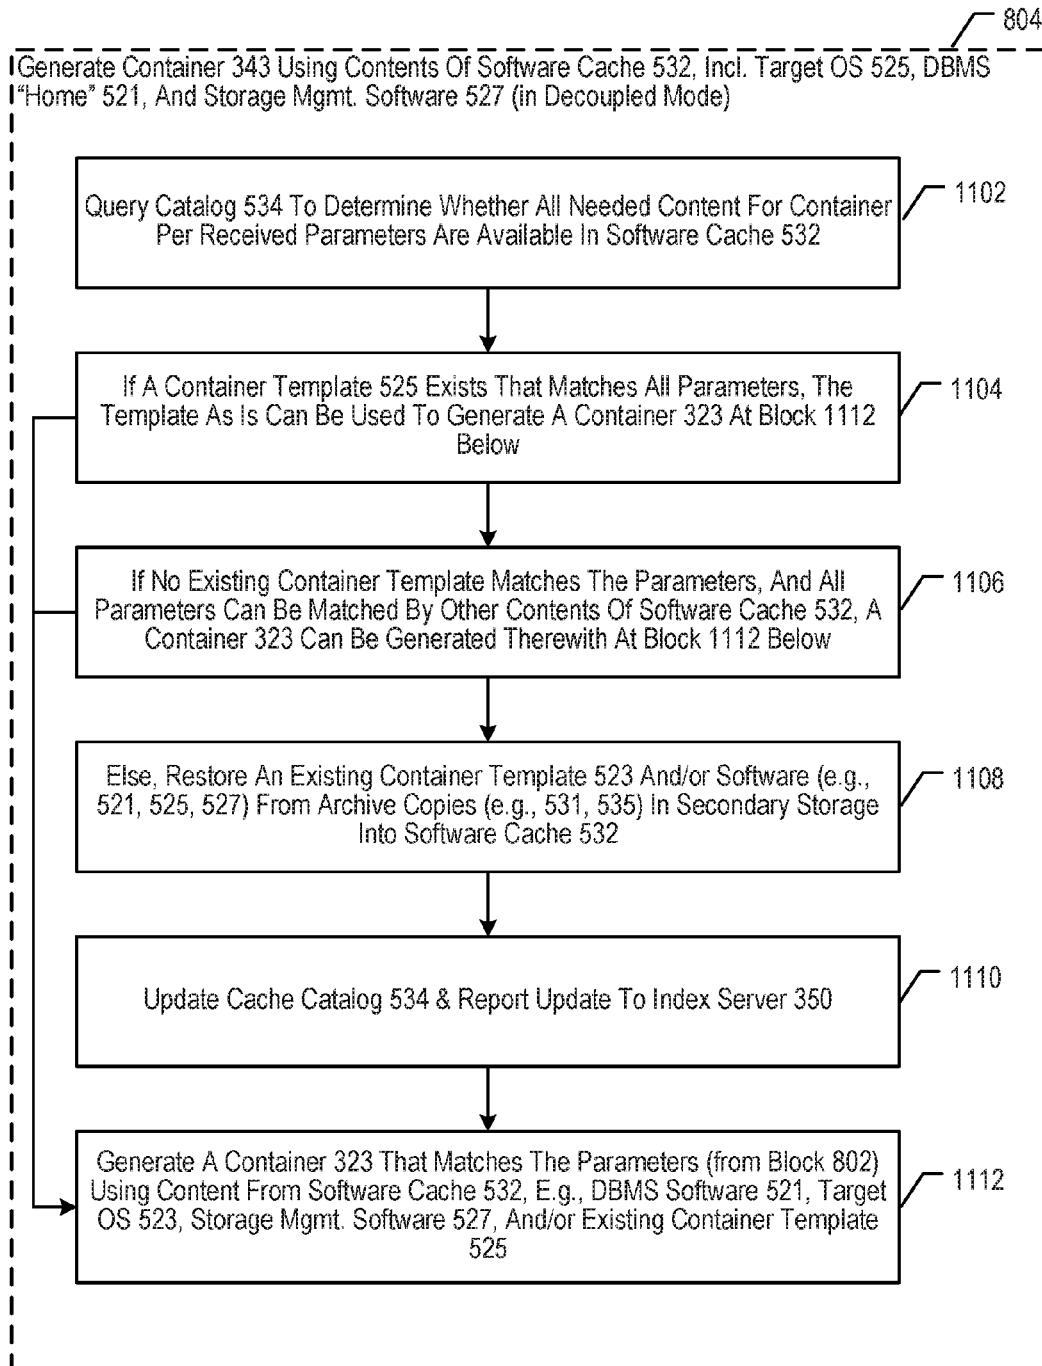 804
Generate Container 343 Using Contents Of Software Cache 532, Incl. Target OS 525, DBMS
“Home” 521, And Storage Mgmt. Software 527 (in Decoupled Mode)
1102
Query Catalog 534 To Determine Whether All Needed Content For Container
Per Received Parameters Are Available In Software Cache 532
1104
If A Container Template 525 Exists That Matches All Parameters, The
Template As Is Can Be Used To Generate A Container 323 At Block 1112
Below
1106
If No Existing Container Template Matches The Parameters, And All
Parameters Can Be Matched By Other Contents Of Software Cache 532, A
Container 323 Can Be Generated Therewith At Block 1112 Below
1108
Else, Restore An Existing Container Template 523 And/or Software (e.g.,
521, 525, 527) From Archive Copies (e.g., 531, 535) In Secondary Storage
Into Software Cache 532
1110
Update Cache Catalog 534 & Report Update To Index Server 350
1112
Generate A Container 323 That Matches The Parameters (from Block 802)
Using Content From Software Cache 532, E.g., DBMS Software 521, Target
OS 523, Storage Mgmt. Software 527, And/or Existing Container Template
525